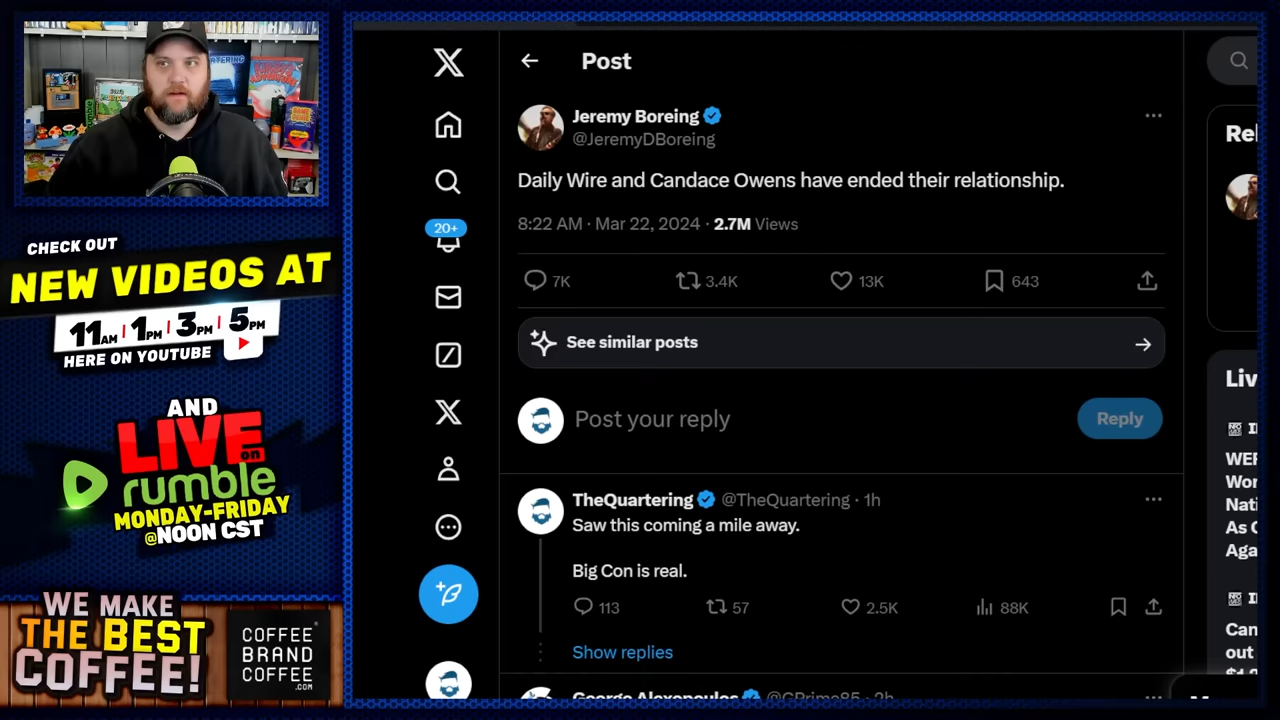 CHECK OUT
NEW VIDEOS AT
11AM | 1PM | 3PM | 5PM
HERE ON YOUTUBE
AND
LIVE
on
rumble
MONDAY-FRIDAY
@NOON CST
WE MAKE
THE BEST
COFFEE!
COFFEE
BRAND
COFFEE
.COM
Post
Jeremy Boreing
@JeremyDBoreing
Daily Wire and Candace Owens have ended their relationship.
8:22 AM · Mar 22, 2024 · 2.7M Views
20+
7K 3.4K 13K 643
See similar posts
Post your reply
Reply
TheQuartering @TheQuartering · 1h
Saw this coming a mile away.
Big Con is real.
113 57 2.5K 88K
Show replies
George Alexopoulos @GPrime85 · 2h
Rel
Liv
WEF
Wor
Nati
As C
Aga
Can
out